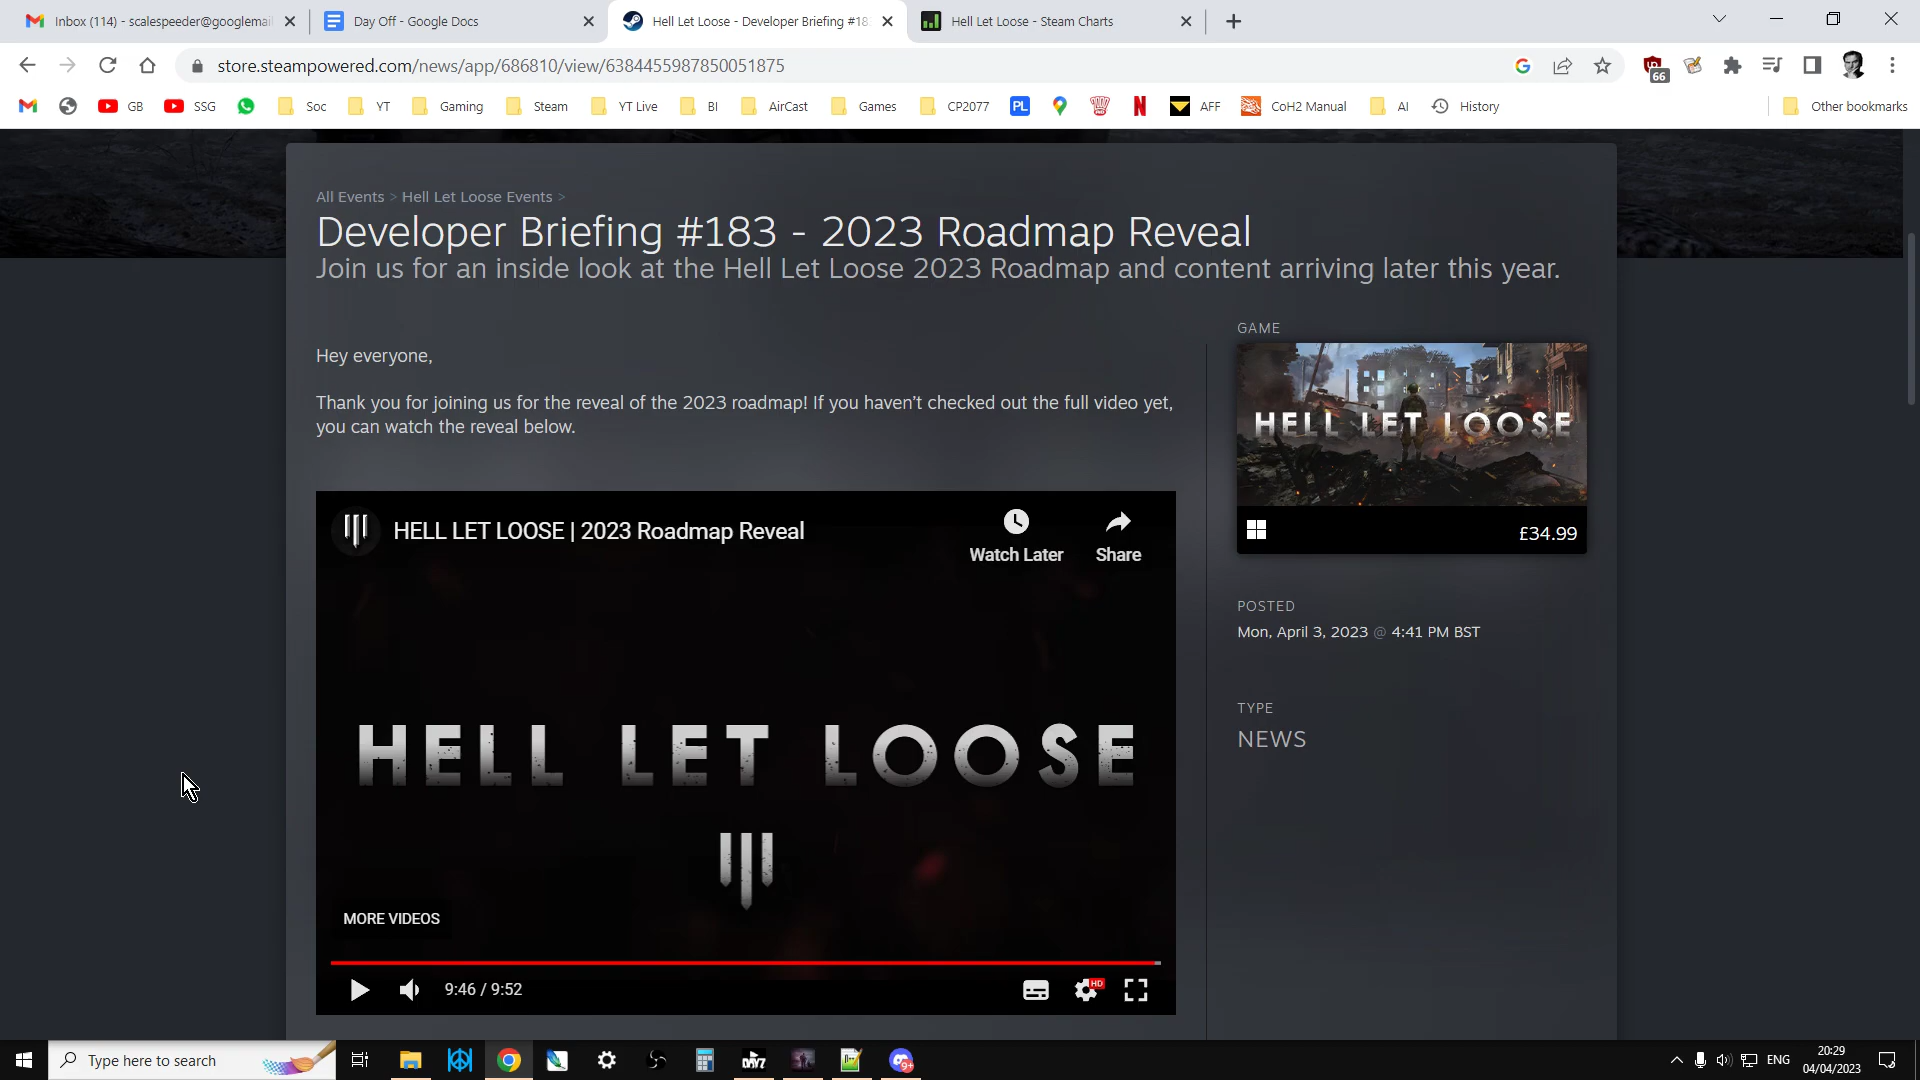 Inbox (114) - scalespeeder@googlemai
Day Off - Google Docs
Hell Let Loose - Developer Briefing #18
Hell Let Loose - Steam Charts
store.steampowered.com/news/app/686810/view/6384455987850051875
66
GB
SSG
Soc
YT
Gaming
Steam
YT Live
BI
AirCast
Games
CP2077
PL
N
AFF
CoH2 Manual
AI
History
Other bookmarks
All Events > Hell Let Loose Events >
Developer Briefing #183 - 2023 Roadmap Reveal
Join us for an inside look at the Hell Let Loose 2023 Roadmap and content arriving later this year.
Hey everyone,
Thank you for joining us for the reveal of the 2023 roadmap! If you haven’t checked out the full video yet,
you can watch the reveal below.
HELL LET LOOSE | 2023 Roadmap Reveal
Watch Later
Share
HELL LET LOOSE
MORE VIDEOS
9:46 / 9:52
HD
GAME
HELL LET LOOSE
£34.99
POSTED
Mon, April 3, 2023 @ 4:41 PM BST
TYPE
NEWS
Type here to search
DAYZ
9+
ENG
20:29
04/04/2023